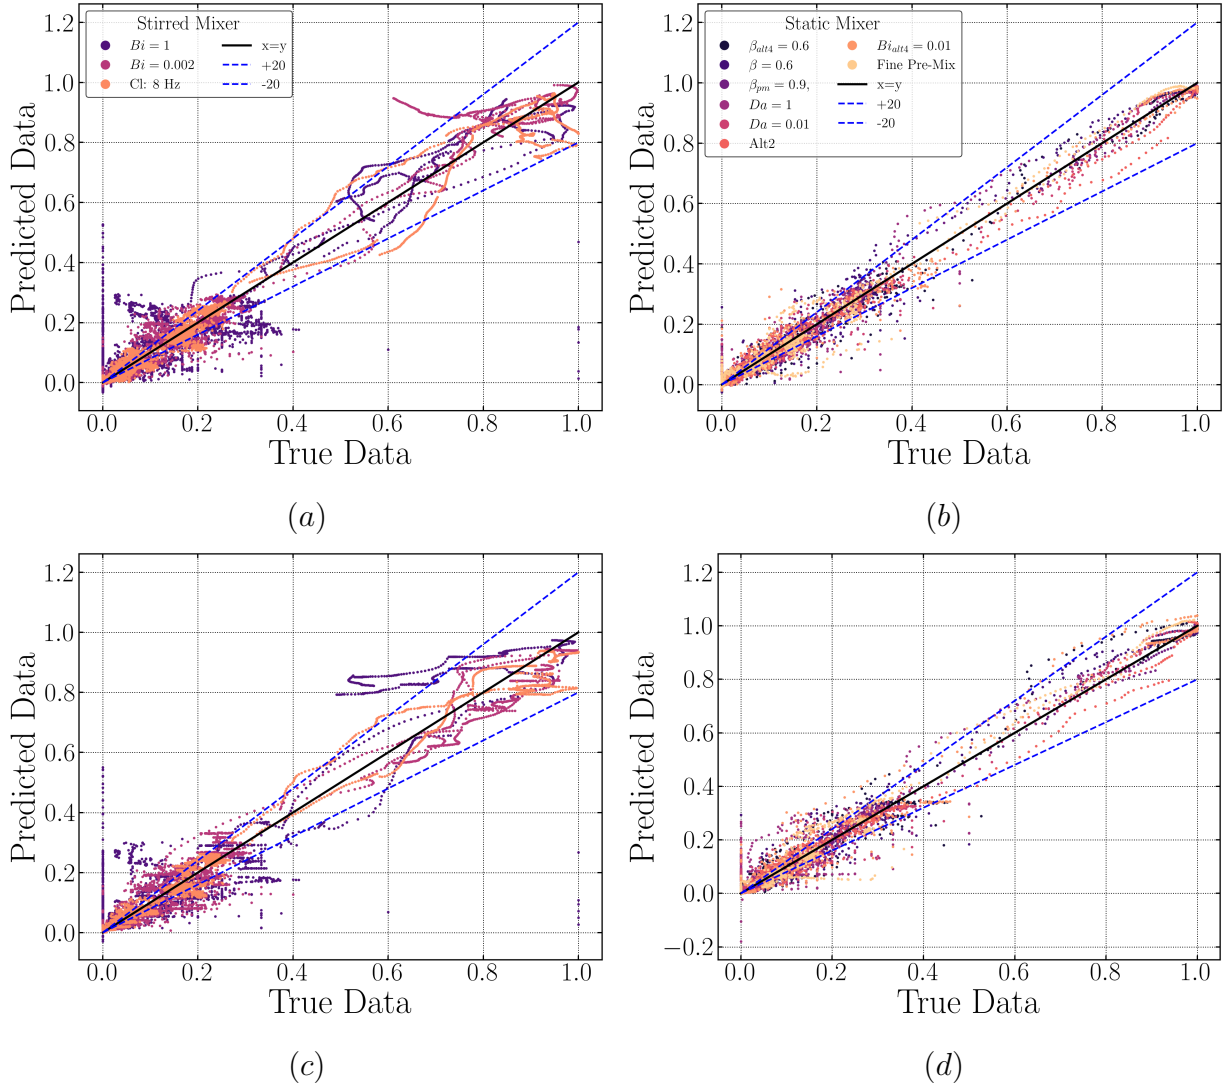 Stirred Mixer
Bi = 1
Bi = 0.002
Cl: 8 Hz
x=y
+20
-20
1.2
1.0
0.8
0.6
0.4
0.2
0.0
Predicted Data
0.0 0.2 0.4 0.6 0.8 1.0
True Data
(a)
Static Mixer
β_{alt4} = 0.6
β = 0.6
β_{pm} = 0.9,
Da = 1
Da = 0.01
Alt2
Bi_{alt4} = 0.01
Fine Pre-Mix
x=y
+20
-20
1.2
1.0
0.8
0.6
0.4
0.2
0.0
Predicted Data
0.0 0.2 0.4 0.6 0.8 1.0
True Data
(b)
1.2
1.0
0.8
0.6
0.4
0.2
0.0
Predicted Data
0.0 0.2 0.4 0.6 0.8 1.0
True Data
(c)
1.2
1.0
0.8
0.6
0.4
0.2
0.0
−0.2
Predicted Data
0.0 0.2 0.4 0.6 0.8 1.0
True Data
(d)